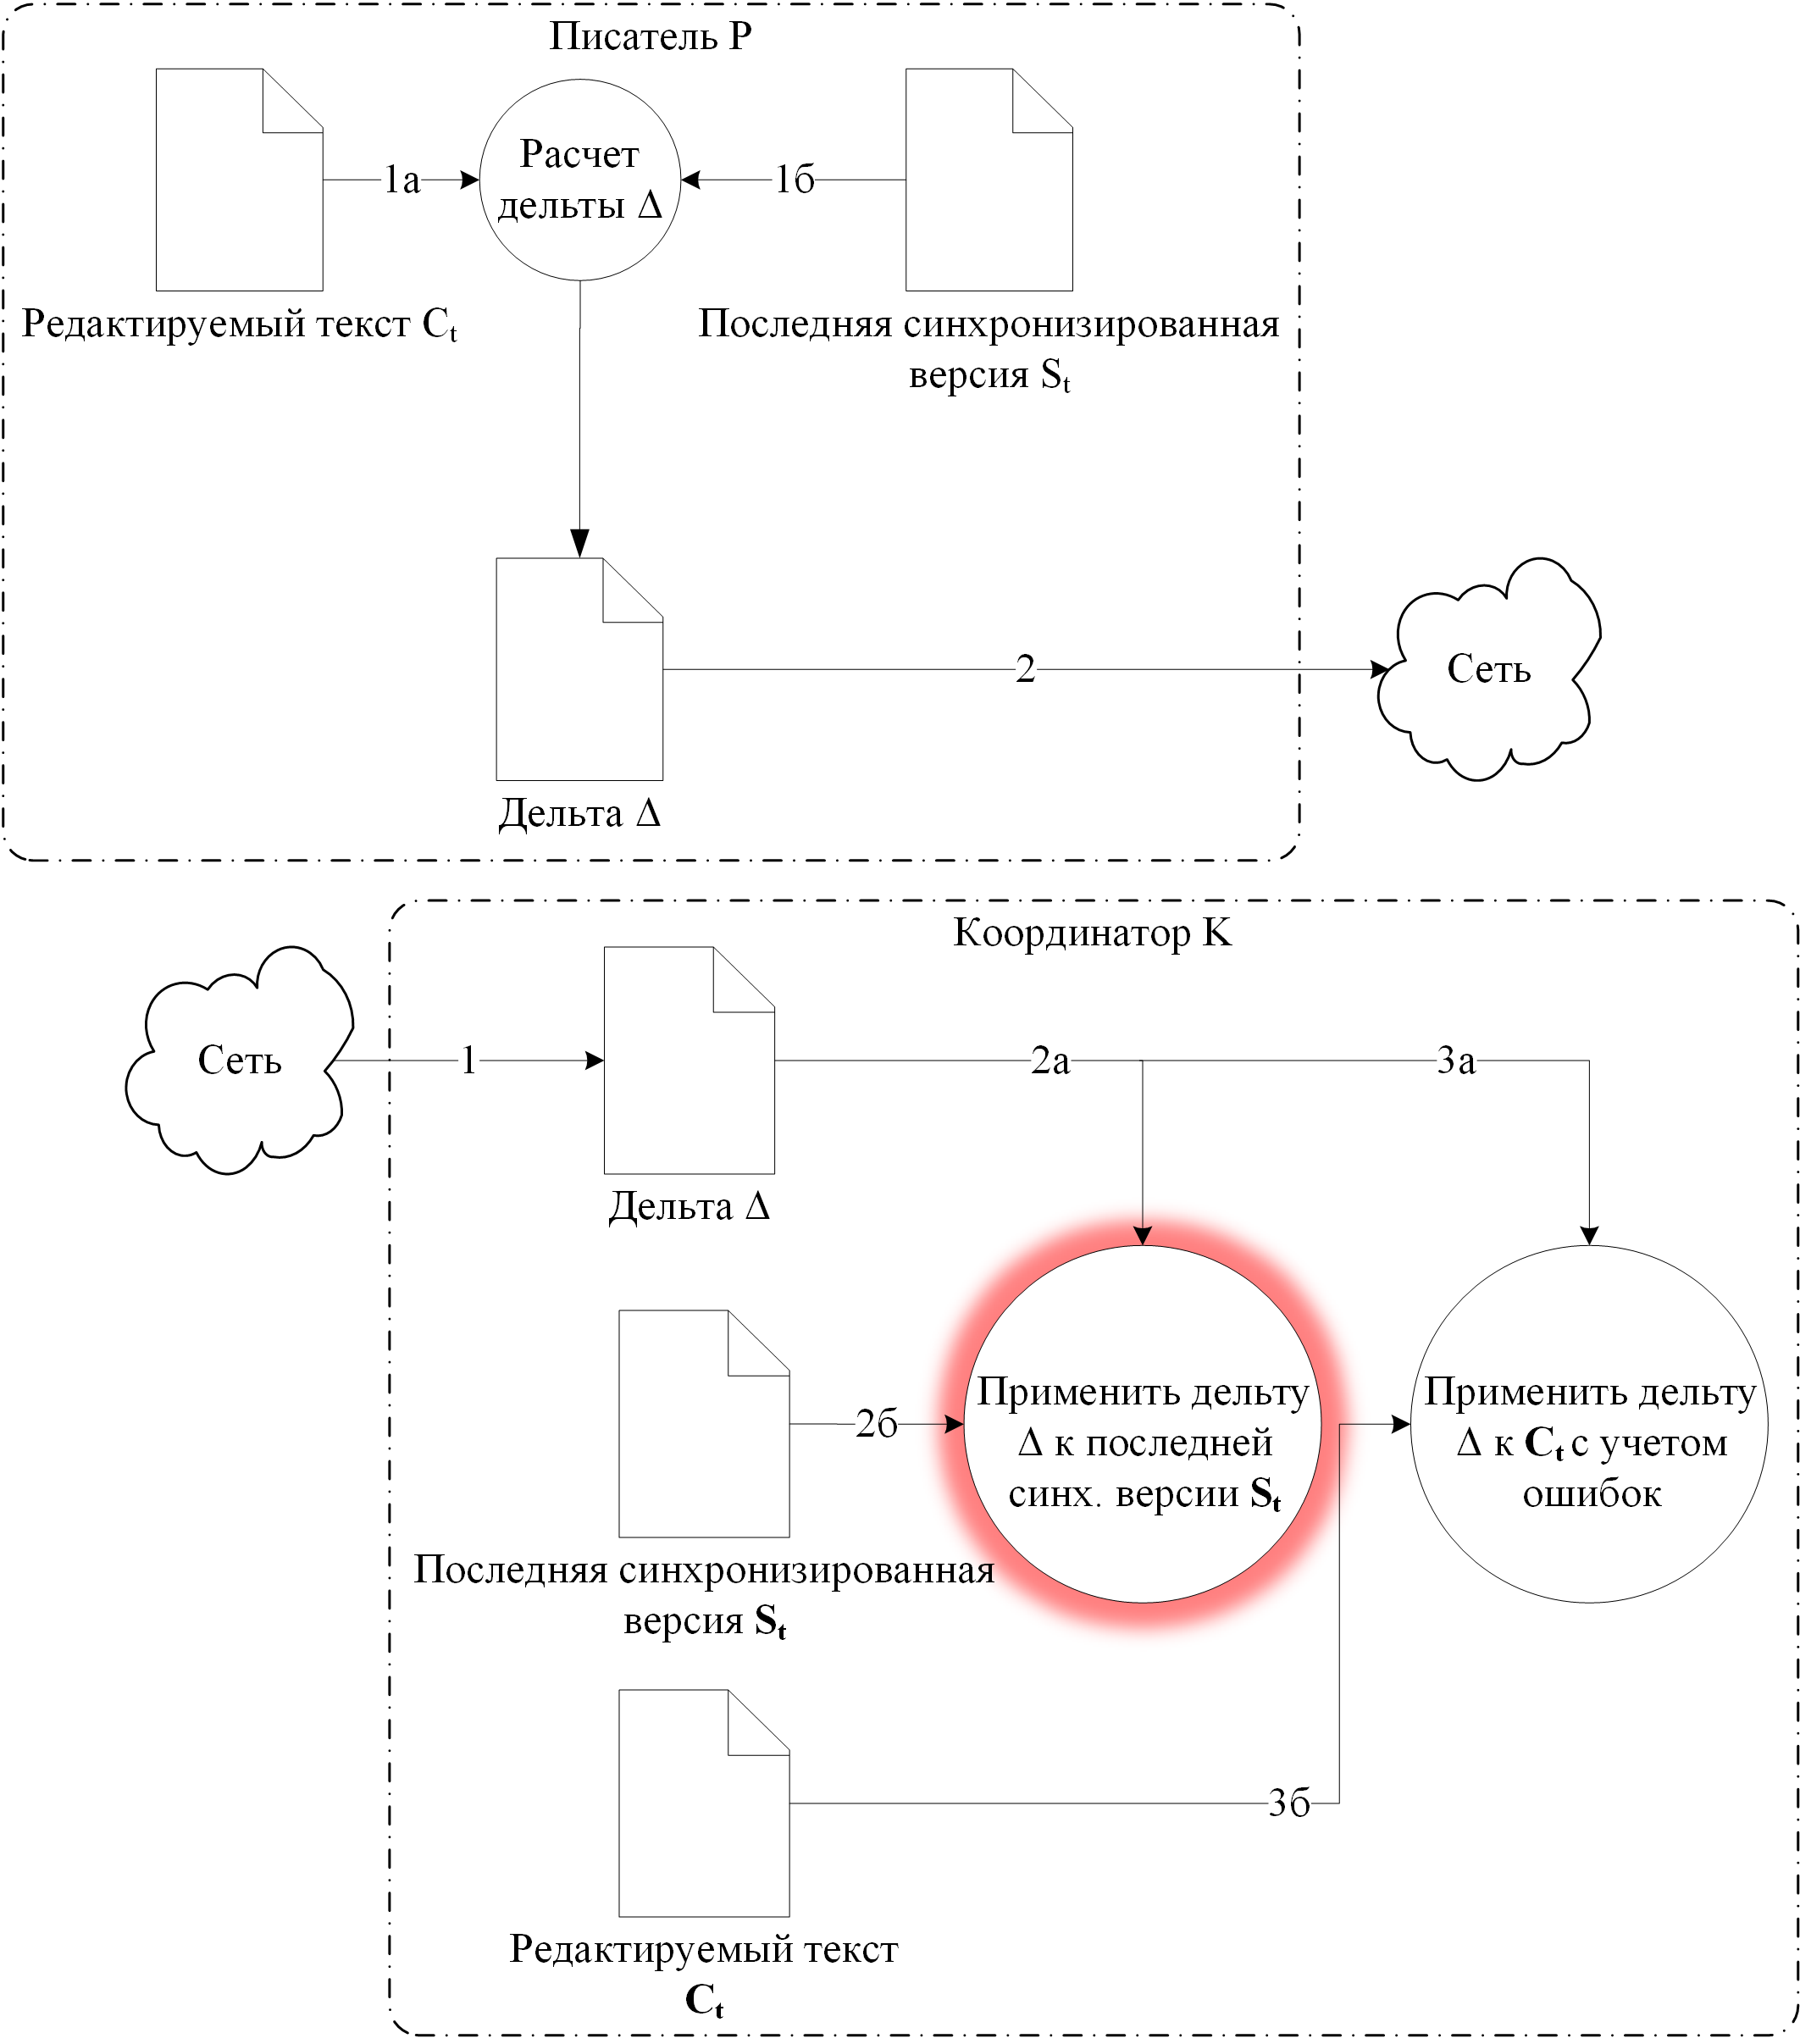 Писатель P
Расчет
дельты Δ
1а
1б
Редактируемый текст Ct
Последняя синхронизированная
версия St
2
Сеть
Дельта Δ
Координатор K
Сеть
1
2а
3а
Дельта Δ
Применить дельту
Δ к последней
синх. версии St
Применить дельту
Δ к Ct с учетом
ошибок
2б
Последняя синхронизированная
версия St
3б
Редактируемый текст
Ct